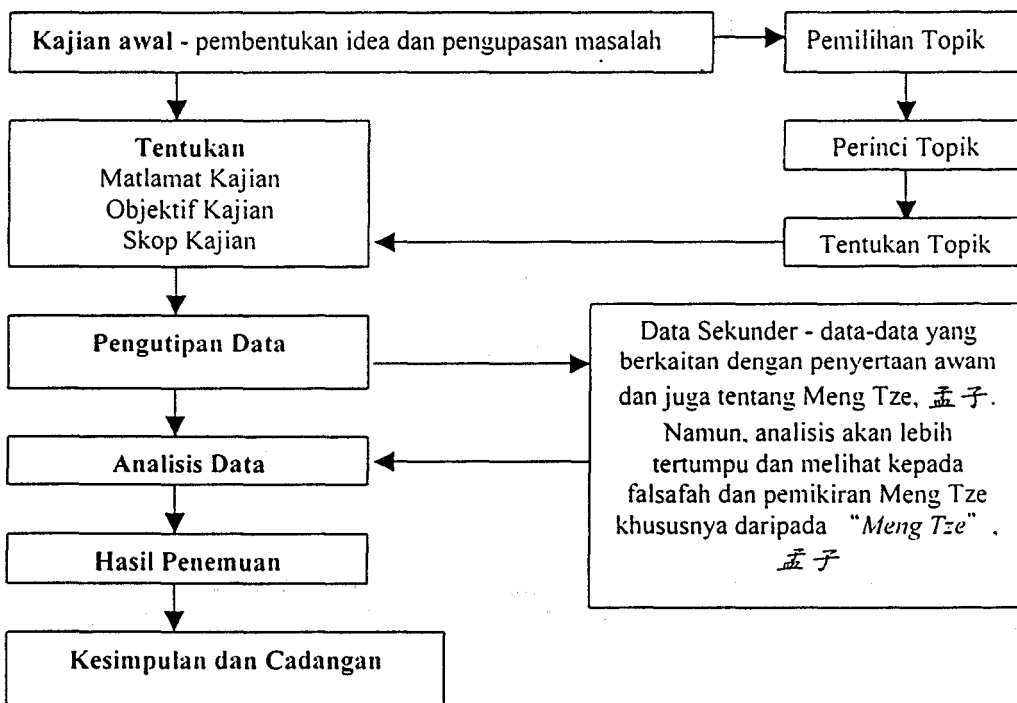 Kajian awal - pembentukan idea dan pengupasan masalah
Pemilihan Topik
Perinci Topik
Tentukan Topik
Tentukan
Matlamat Kajian
Objektif Kajian
Skop Kajian
Pengutipan Data
Data Sekunder - data-data yang
berkaitan dengan penyertaan awam
dan juga tentang Meng Tze, 孟子.
Namun, analisis akan lebih
tertumpu dan melihat kepada
falsafah dan pemikiran Meng Tze
khususnya daripada “Meng Tze”,
孟子
Analisis Data
Hasil Penemuan
Kesimpulan dan Cadangan